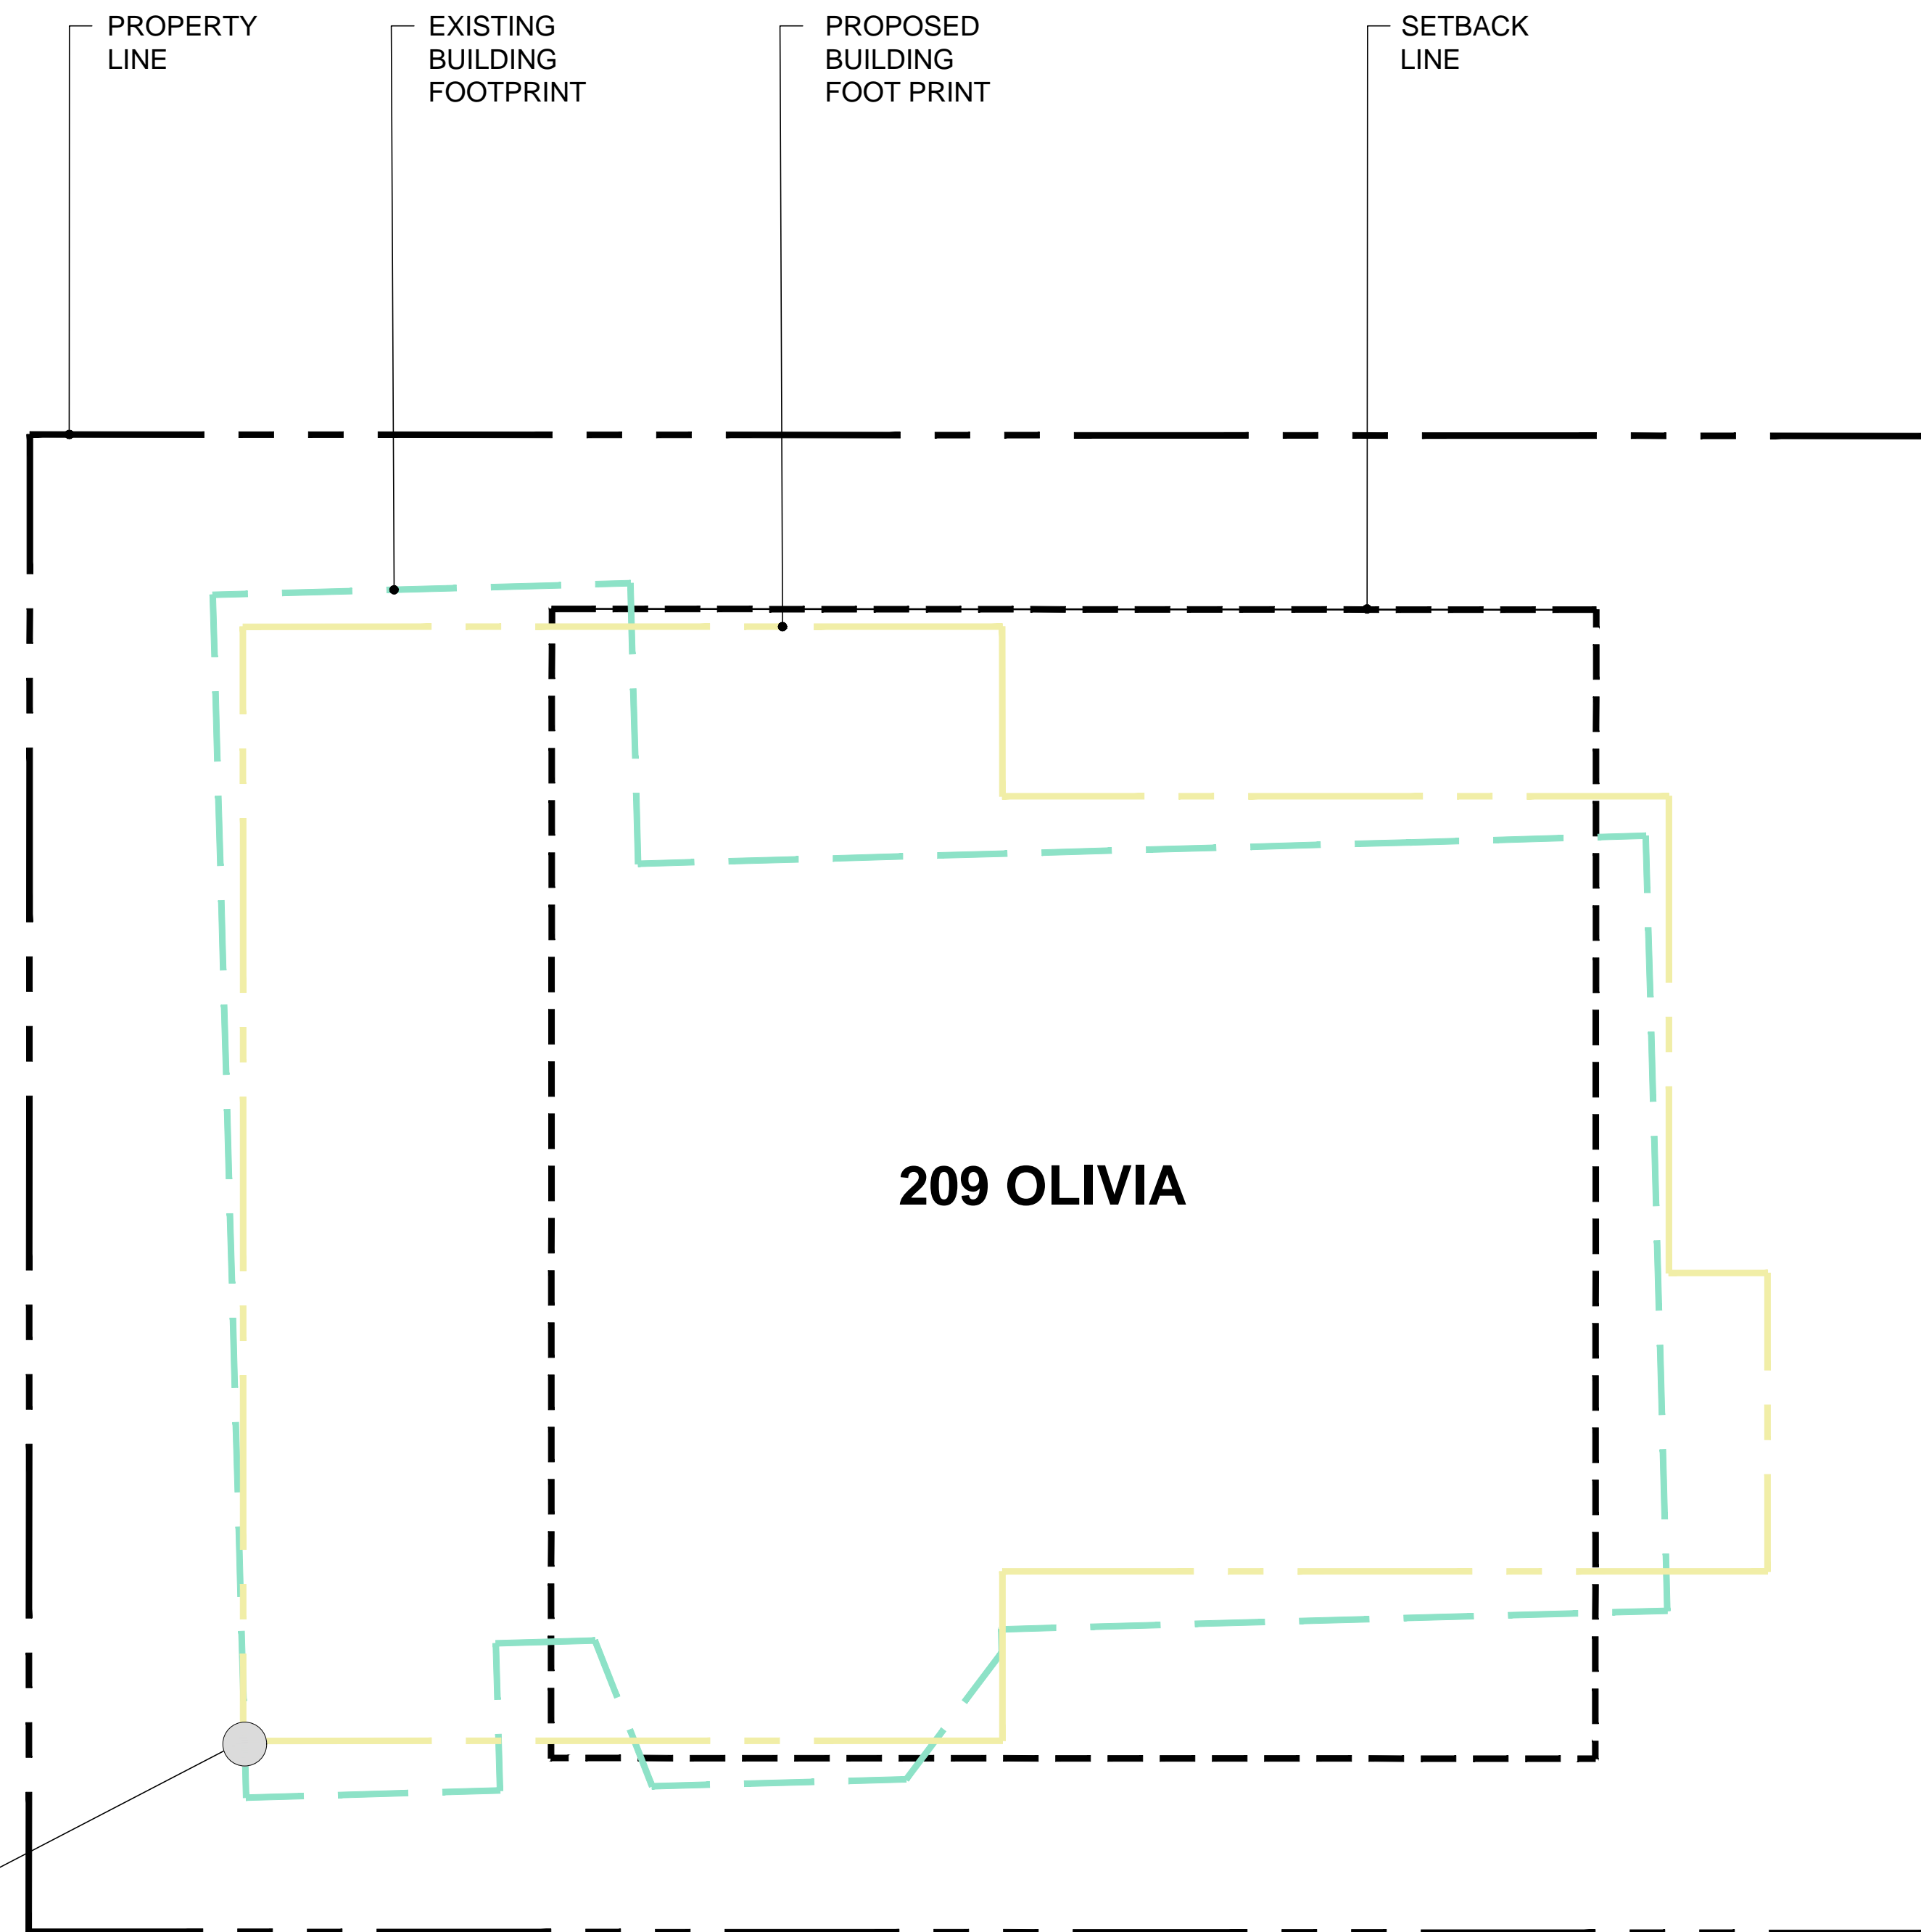 PROPERTY
LINE
EXISTING
BUILDING
FOOTPRINT
PROPOSED
BUILDING
FOOT PRINT
SETBACK
LINE
209 OLIVIA